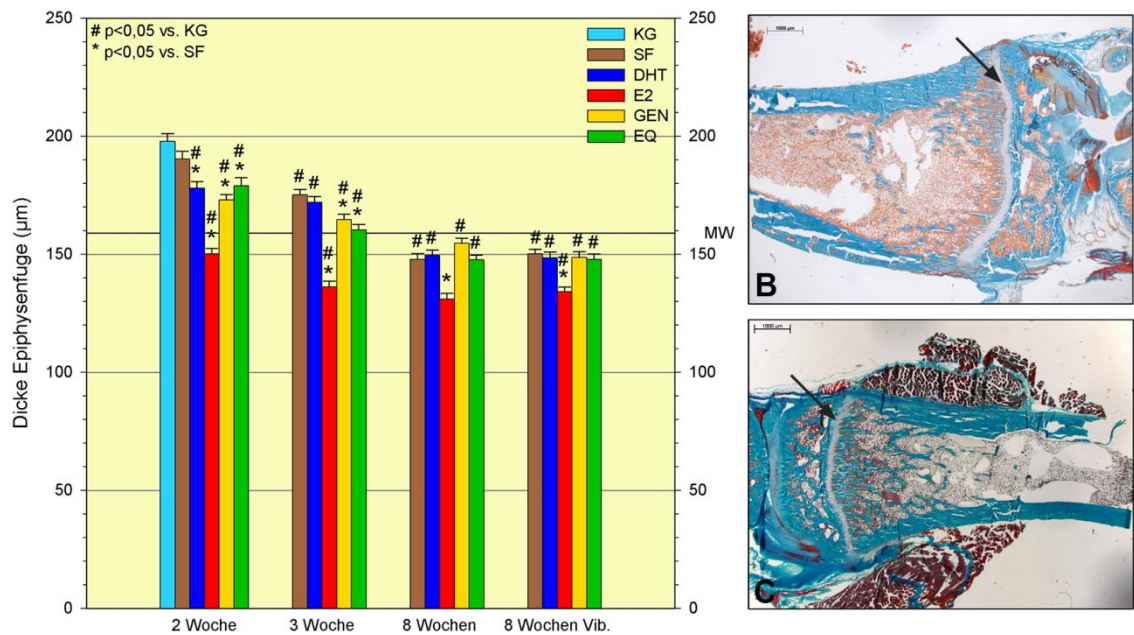 250
200
150
100
50
0
Dicke Epiphysenfuge (µm)
# p<0,05 vs. KG
* p<0,05 vs. SF
KG
SF
DHT
E2
GEN
EQ
#
*
#
*
#
*
#
*
#
#
#
*
#
*
#
*
#
#
*
#
#
#
#
#
*
#
#
250
200
MW
150
100
50
0
2 Woche
3 Woche
8 Wochen
8 Wochen Vib.
1000 µm
B
1000 µm
C